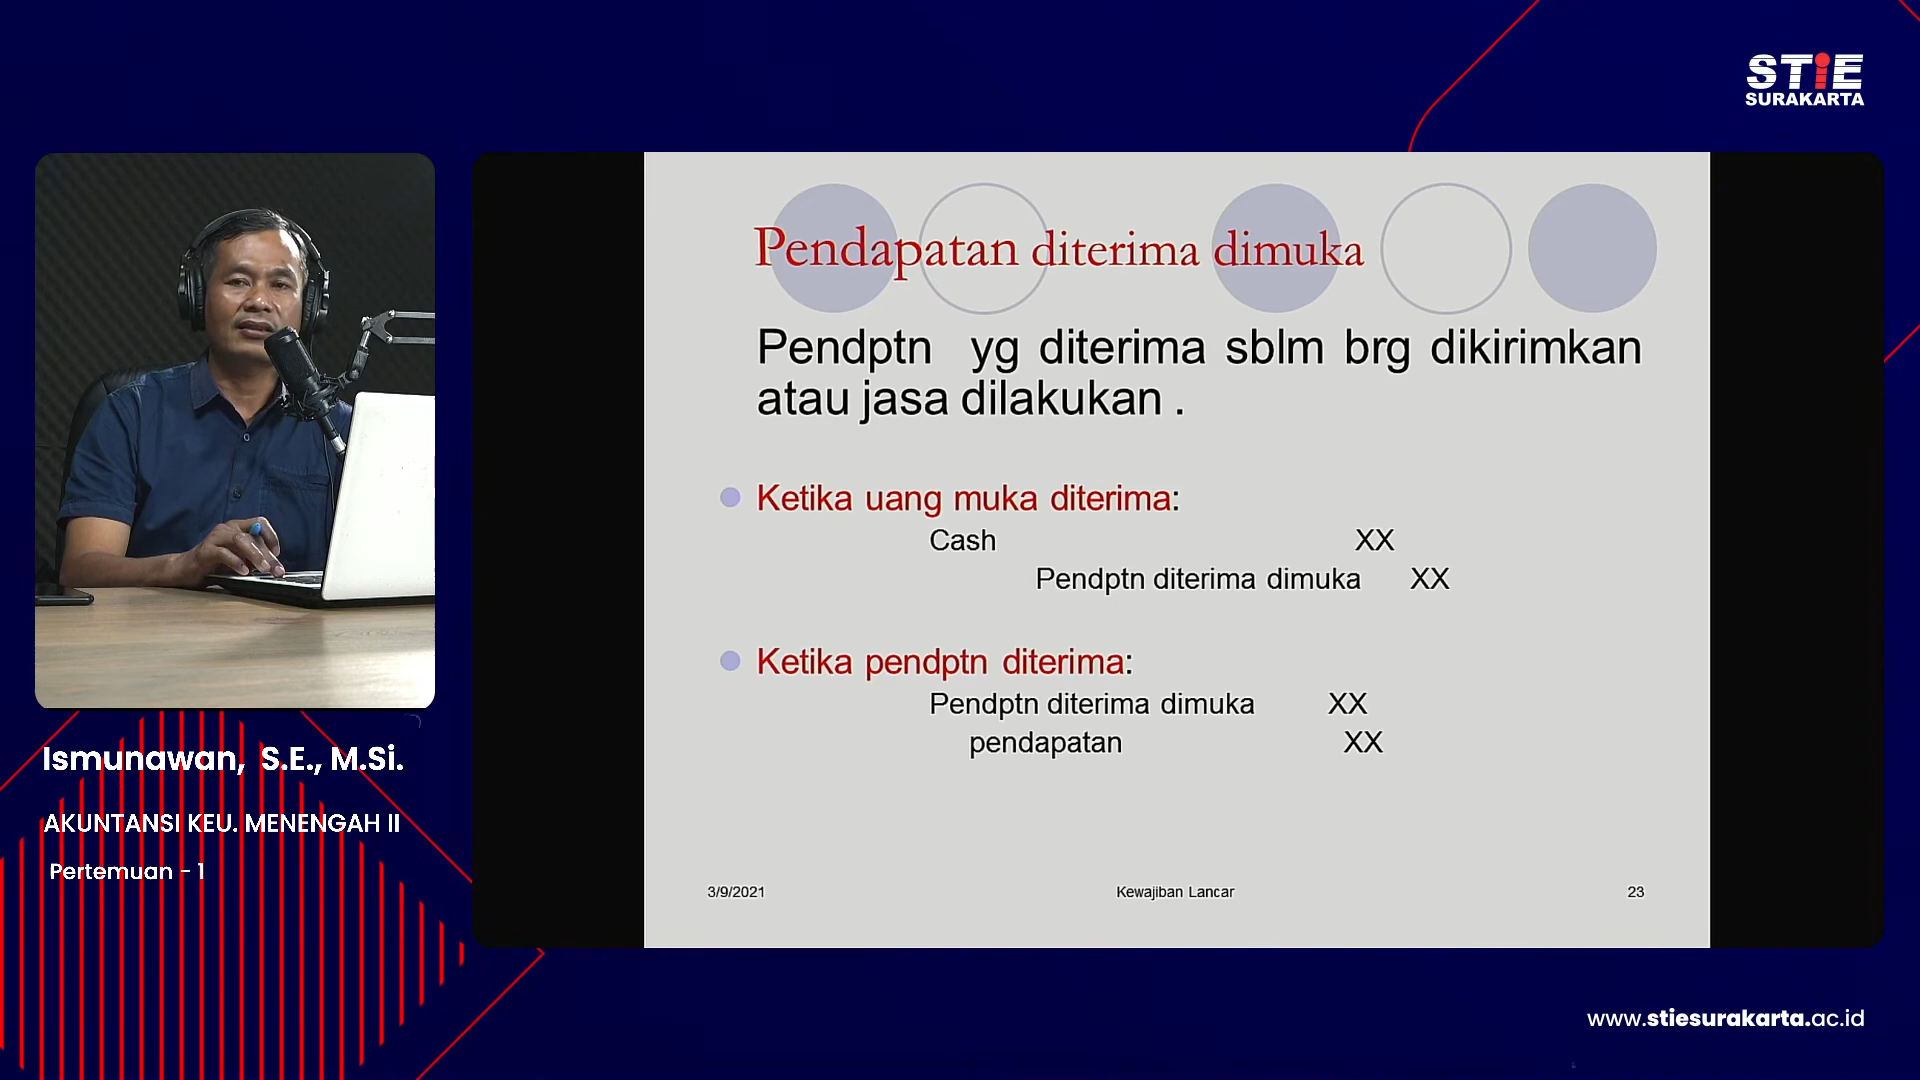 STiE
SURAKARTA
Pendapatan diterima dimuka
Pendptn yg diterima sblm brg dikirimkan
atau jasa dilakukan .
Ketika uang muka diterima:
Cash XX
Pendptn diterima dimuka XX
Ketika pendptn diterima:
Pendptn diterima dimuka XX
pendapatan XX
3/9/2021 Kewajiban Lancar 23
Ismunawan, S.E., M.Si.
AKUNTANSI KEU. MENENGAH II
Pertemuan - 1
www.stiesurakarta.ac.id